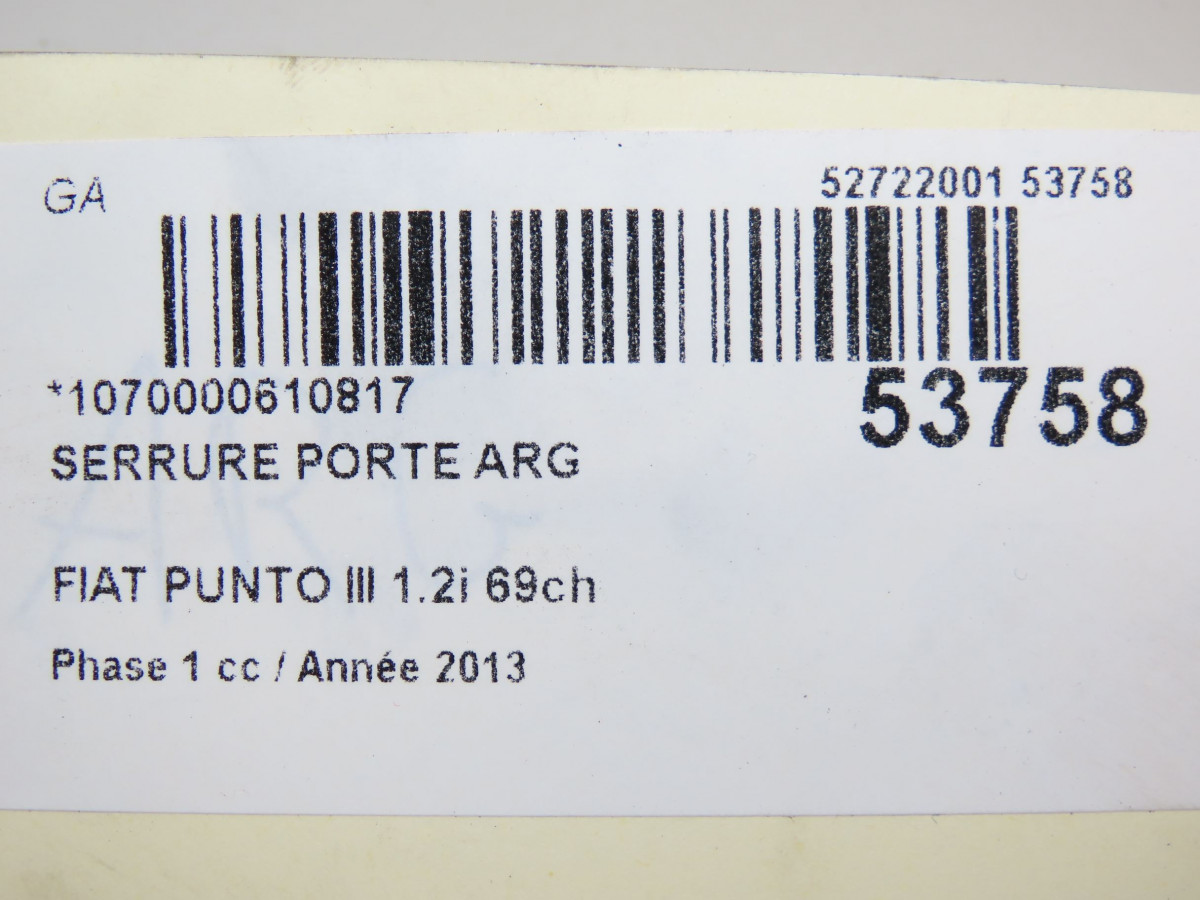 GA
52722001 53758
*1070000610817
53758
SERRURE PORTE ARG
FIAT PUNTO III 1.2i 69ch
Phase 1 cc / Année 2013